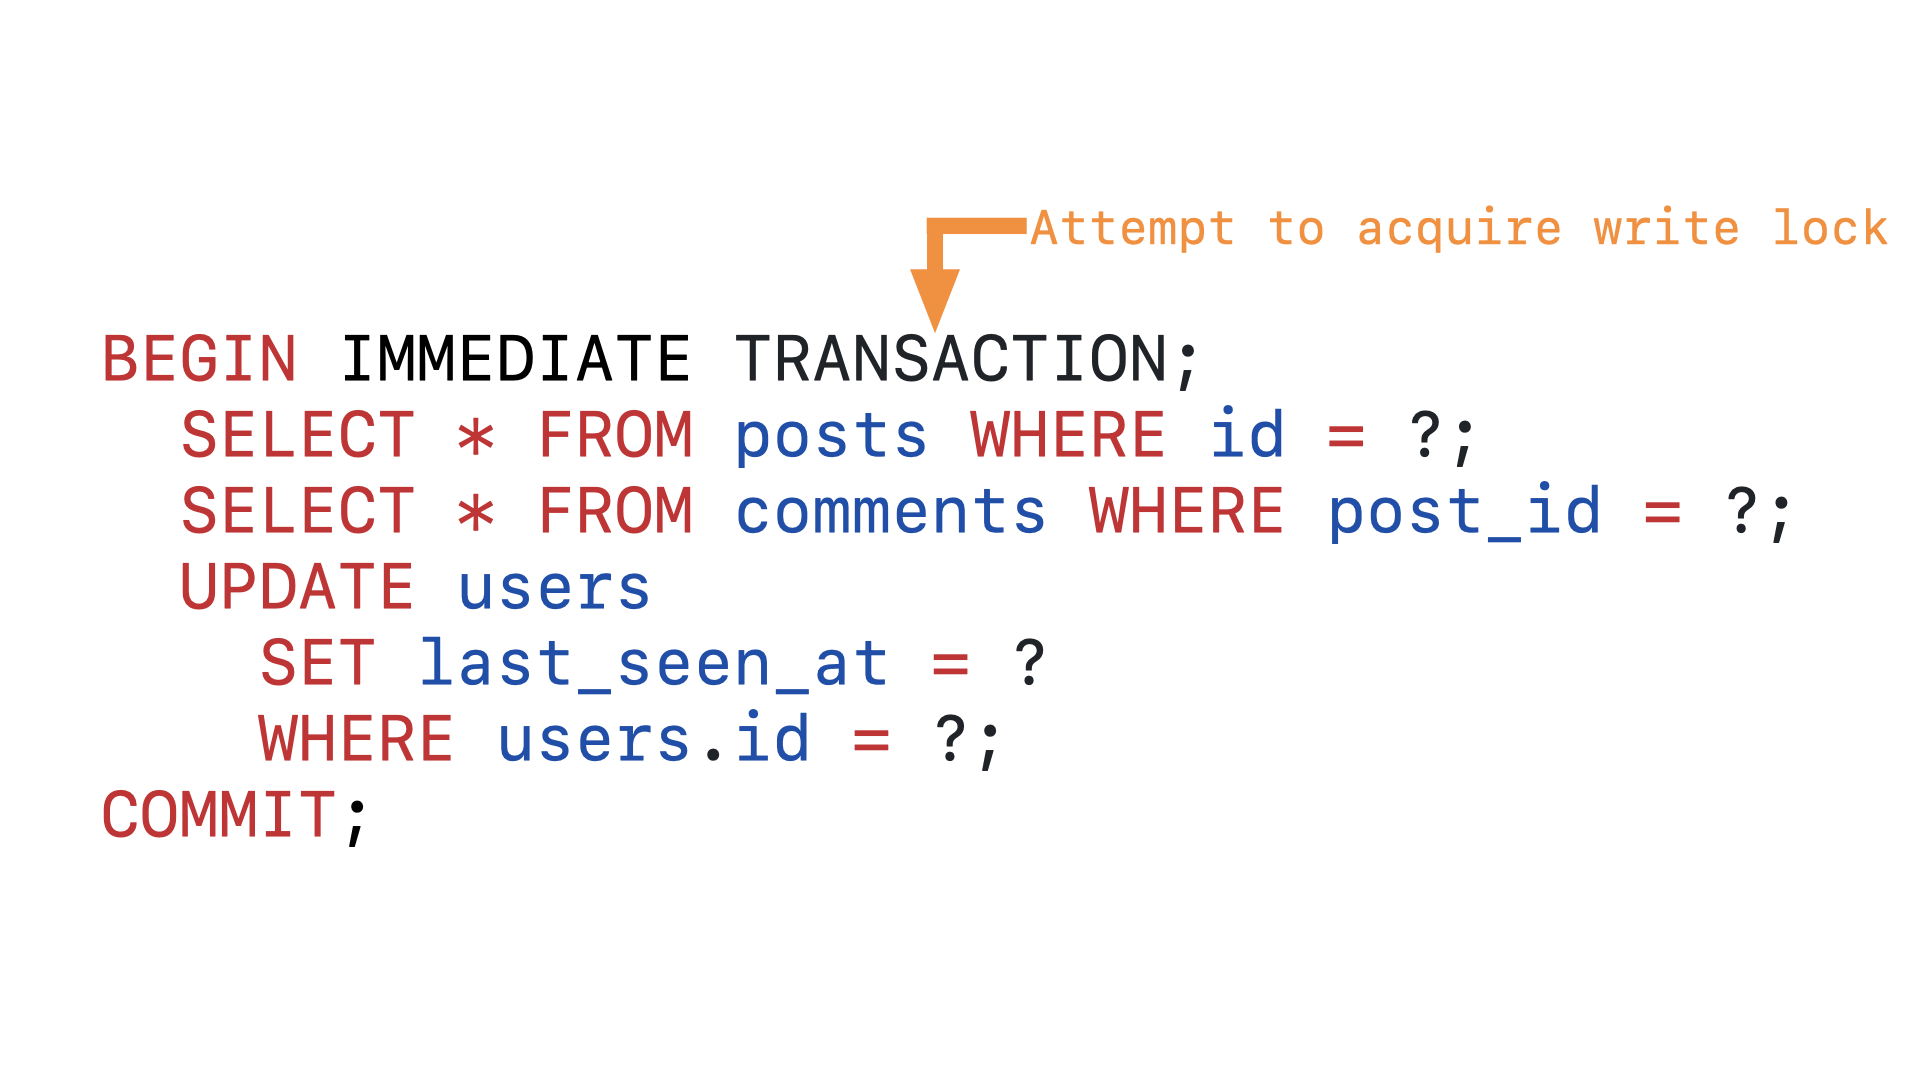 Attempt to acquire write lock
BEGIN IMMEDIATE TRANSACTION;
SELECT * FROM posts WHERE id = ?;
SELECT * FROM comments WHERE post_id = ?;
UPDATE users
SET last_seen_at = ?
WHERE users.id = ?;
COMMIT;